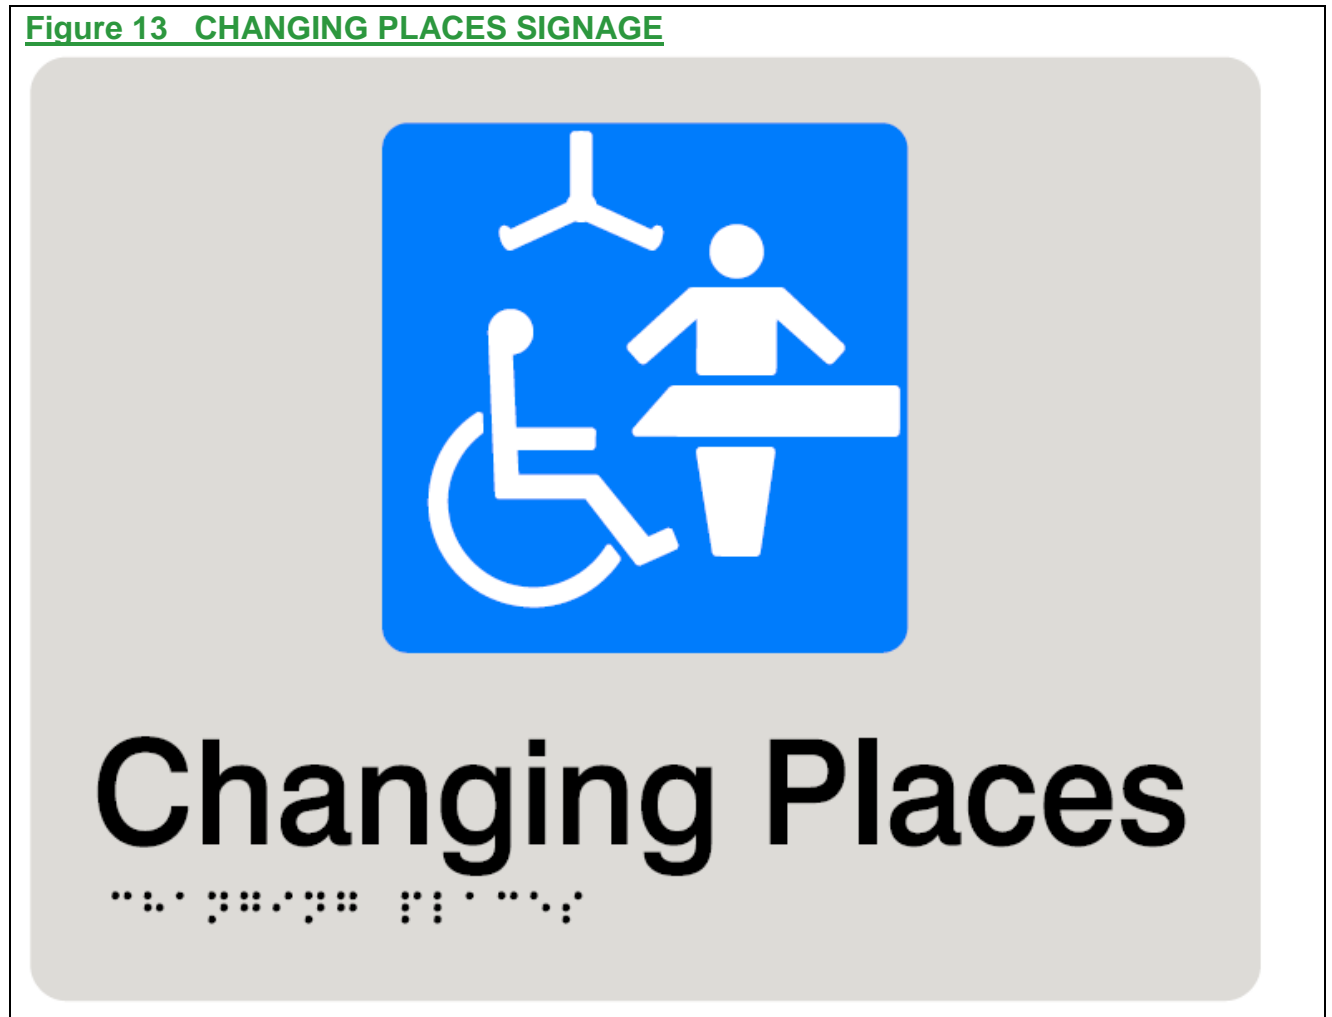 Figure 13 CHANGING PLACES SIGNAGE
Changing Places
⠉⠓⠁⠝⠛⠊⠝⠛ ⠏⠇⠁⠉⠑⠎